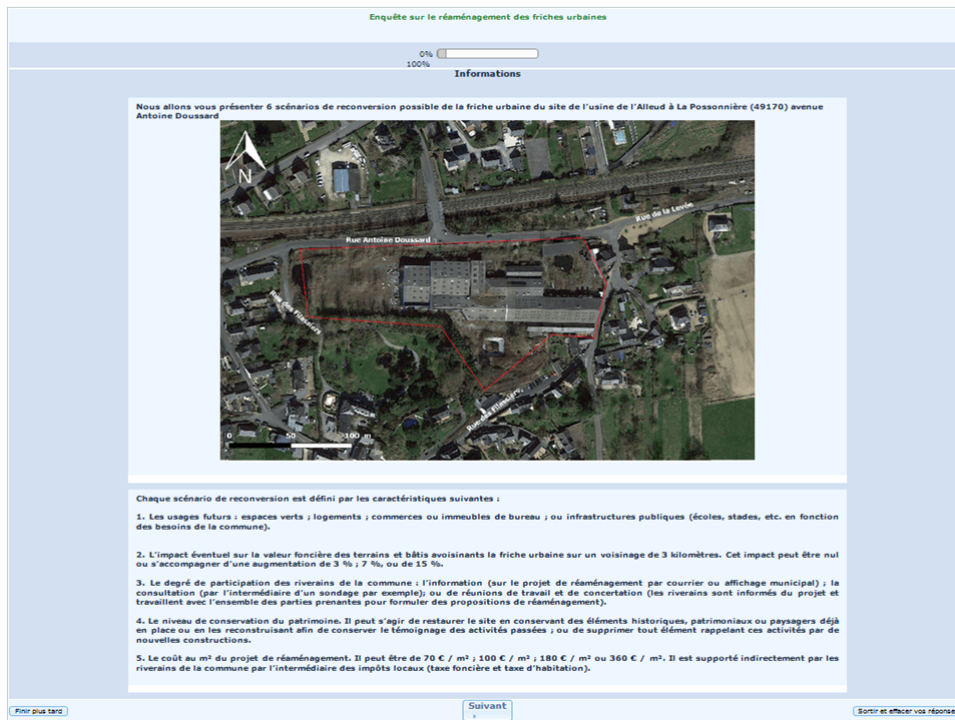 Enquête sur le réaménagement des friches urbaines
0%
100%
Informations
Nous allons vous présenter 6 scénarios de reconversion possible de la friche urbaine du site de l'usine de l'Alleud à La Possonnière (49170) avenue
Antoine Doussard
N
Rue de la Levée
Rue Antoine Doussard
Rue des Filassiers
Rue des Filassiers
0 50 100 m
Chaque scénario de reconversion est défini par les caractéristiques suivantes :
1. Les usages futurs : espaces verts ; logements ; commerces ou immeubles de bureau ; ou infrastructures publiques (écoles, stades, etc. en fonction
des besoins de la commune).
2. L'impact éventuel sur la valeur foncière des terrains et bâtis avoisinants la friche urbaine sur un voisinage de 3 kilomètres. Cet impact peut être nul
ou s'accompagner d'une augmentation de 3 % ; 7 %, ou de 15 %.
3. Le degré de participation des riverains de la commune : l'information (sur le projet de réaménagement par courrier ou affichage municipal) ; la
consultation (par l'intermédiaire d'un sondage par exemple); ou de réunions de travail et de concertation (les riverains sont informés du projet et
travaillent avec l'ensemble des parties prenantes pour formuler des propositions de réaménagement).
4. Le niveau de conservation du patrimoine. Il peut s'agir de restaurer le site en conservant des éléments historiques, patrimoniaux ou paysagers déjà
en place ou en les reconstruisant afin de conserver le témoignage des activités passées ; ou de supprimer tout élément rappelant ces activités par de
nouvelles constructions.
5. Le coût au m² du projet de réaménagement. Il peut être de 70 € / m² ; 100 € / m² ; 180 € / m² ou 360 € / m². Il est supporté indirectement par les
riverains de la commune par l'intermédiaire des impôts locaux (taxe foncière et taxe d'habitation).
Finir plus tard
Suivant
Sortir et effacer vos réponse